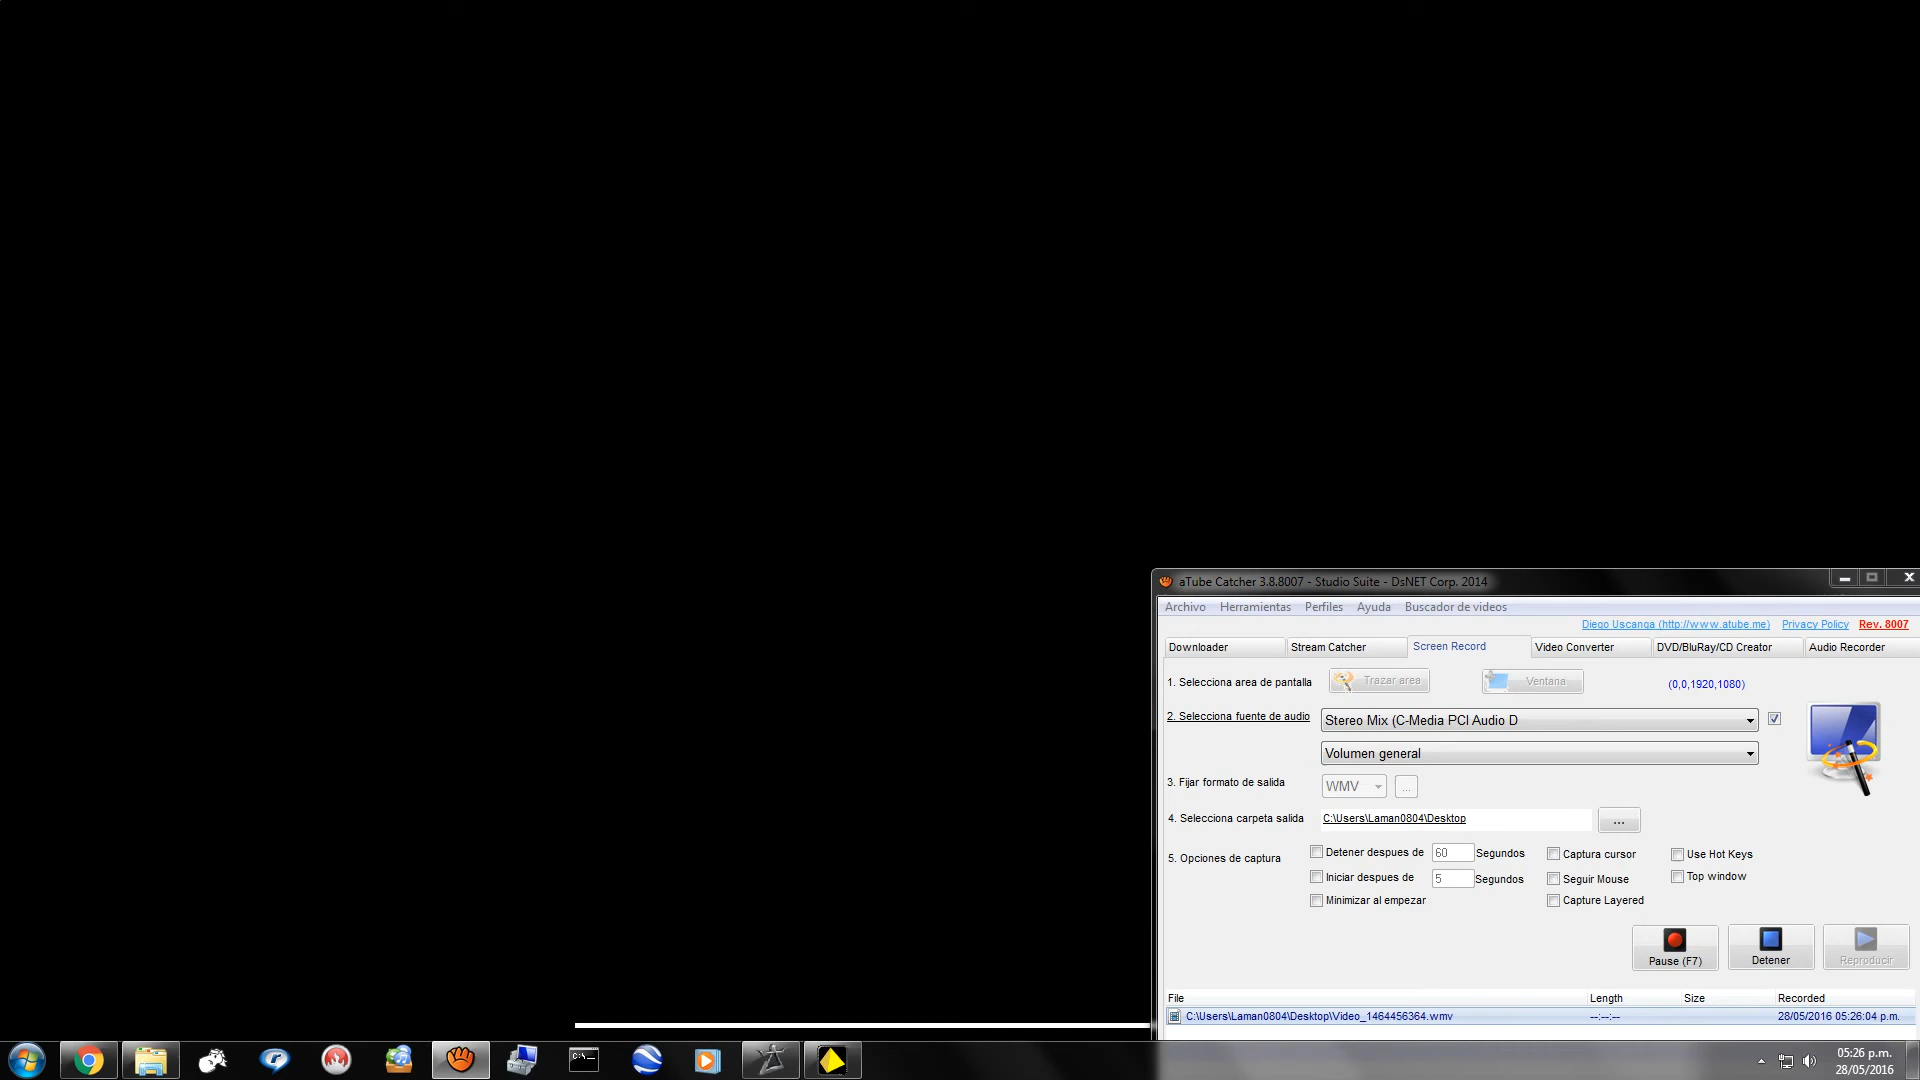 aTube Catcher 3.8.8007 - Studio Suite - DsNET Corp. 2014
Archivo Herramientas Perfiles Ayuda Buscador de videos
Diego Uscanga (http://www.atube.me) Privacy Policy Rev. 8007
Downloader Stream Catcher Screen Record Video Converter DVD/BluRay/CD Creator Audio Recorder
1. Selecciona area de pantalla Trazar area Ventana (0,0,1920,1080)
2. Selecciona fuente de audio Stereo Mix (C-Media PCI Audio D
Volumen general
3. Fijar formato de salida WMV ...
4. Selecciona carpeta salida C:\Users\Laman0804\Desktop ...
5. Opciones de captura Detener despues de 60 Segundos Captura cursor Use Hot Keys
Iniciar despues de 5 Segundos Seguir Mouse Top window
Minimizar al empezar Capture Layered
Pause (F7) Detener Reproducir
File Length Size Recorded
C:\Users\Laman0804\Desktop\Video_1464456364.wmv --:--:-- 28/05/2016 05:26:04 p.m.
C:\
05:26 p.m.
28/05/2016